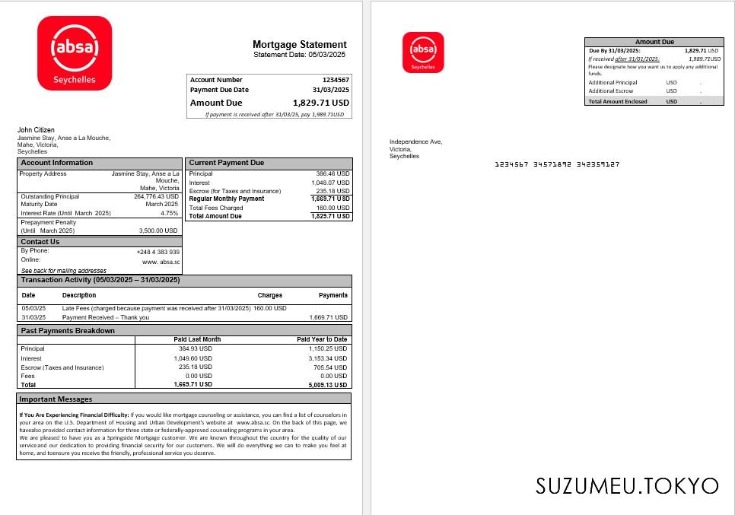 absa
Seychelles
Mortgage Statement
Statement Date: 05/03/2025
Account Number 1234567
Payment Due Date 31/03/2025
Amount Due 1,829.71 USD
If payment is received after 31/03/25, pay 1,989.71USD
John Citizen
Jasmine Stay, Anse a La Mouche,
Mahe, Victoria,
Seychelles
Account Information
Property Address Jasmine Stay, Anse a La
Mouche,
Mahe, Victoria
Outstanding Principal 264,776.43 USD
Maturity Date March 2025
Interest Rate (Until March 2025) 4.75%
Prepayment Penalty
(Until March 2025) 3,500.00 USD
Contact Us
By Phone: +248 4 383 939
Online: www. absa.sc
See back for mailing addresses
Current Payment Due
Principal 386.46 USD
Interest 1,048.07 USD
Escrow (for Taxes and Insurance) 235.18 USD
Regular Monthly Payment 1,669.71 USD
Total Fees Charged 160.00 USD
Total Amount Due 1,829.71 USD
Transaction Activity (05/03/2025 – 31/03/2025)
Date Description Charges Payments
05/03/25 Late Fees (charged because payment was received after 31/03/2025) 160.00 USD
31/03/25 Payment Received – Thank you 1,669.71 USD
Past Payments Breakdown
Paid Last Month Paid Year to Date
Principal 384.93 USD 1,150.25 USD
Interest 1,049.60 USD 3,153.34 USD
Escrow (Taxes and Insurance) 235.18 USD 705.54 USD
Fees 0.00 USD 0.00 USD
Total 1,669.71 USD 5,009.13 USD
Important Messages
If You Are Experiencing Financial Difficulty: If you would like mortgage counseling or assistance, you can find a list of counselors in
your area on the U.S. Department of Housing and Urban Development's website at www.absa.sc. On the back of this page, we
havealso provided contact information for three state or federally-approved counseling programs in your area.
We are pleased to have you as a Springside Mortgage customer. We are known throughout the country for the quality of our
service and our dedication to providing financial security for our customers. We will do everything we can to make you feel at
home, and toensure you receive the friendly, professional service you deserve.
absa
Seychelles
Amount Due
Due By 31/03/2025: 1,829.71 USD
If received after 31/03/2025: 1,989.71USD
Please designate how you want us to apply any additional
funds.
Additional Principal USD .
Additional Escrow USD .
Total Amount Enclosed USD .
Independence Ave,
Victoria,
Seychelles
1234567 34571892 342359127
SUZUMEU.TOKYO